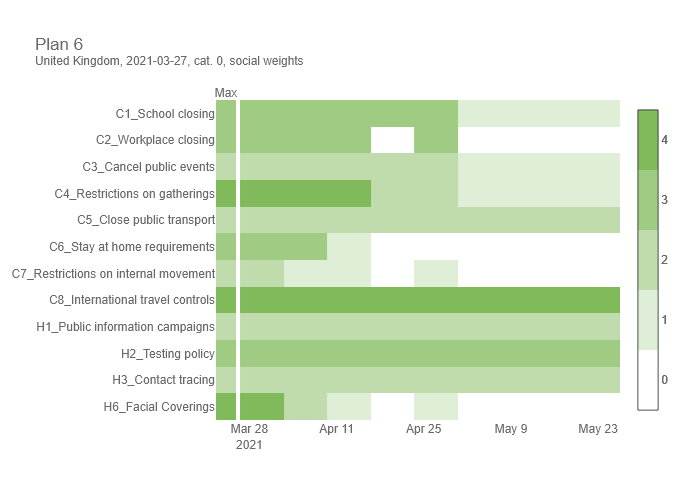 Plan 6
United Kingdom, 2021-03-27, cat. 0, social weights
Max
C1_School closing
C2_Workplace closing
C3_Cancel public events
C4_Restrictions on gatherings
C5_Close public transport
C6_Stay at home requirements
C7_Restrictions on internal movement
C8_International travel controls
H1_Public information campaigns
H2_Testing policy
H3_Contact tracing
H6_Facial Coverings
Mar 28
2021
Apr 11
Apr 25
May 9
May 23
4
3
2
1
0